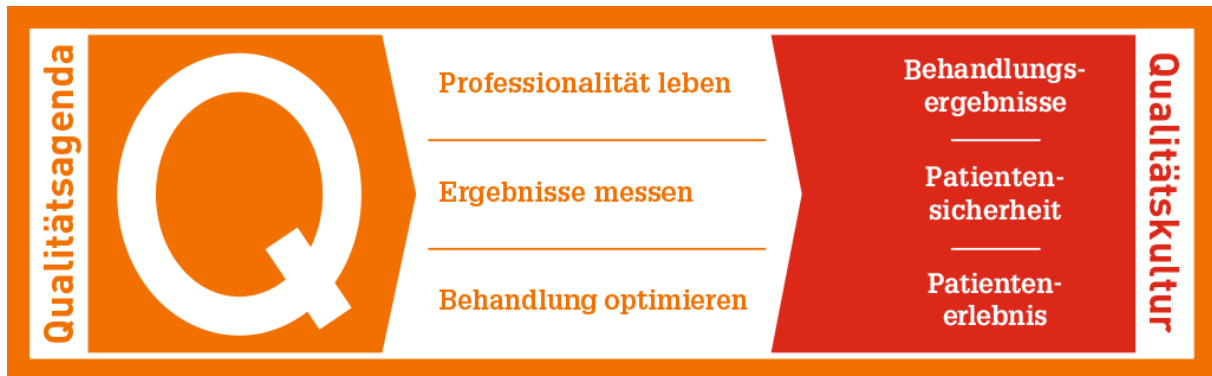 Qualitätsagenda
Q
Professionalität leben
Ergebnisse messen
Behandlung optimieren
Behandlungs-
ergebnisse
Patienten-
sicherheit
Patienten-
erlebnis
Qualitätskultur